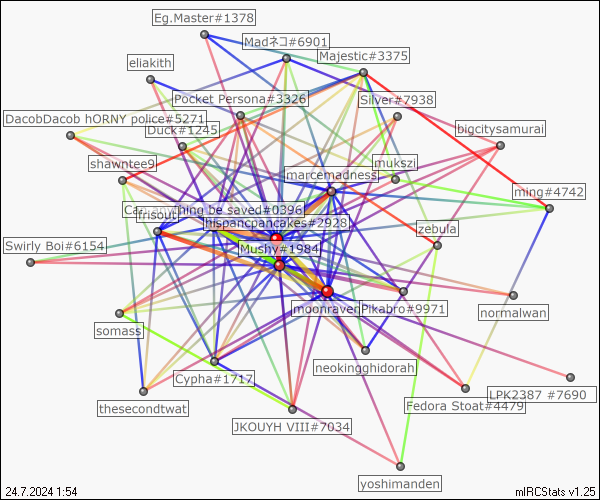 Eg.Master#1378
Madネコ#6901
Majestic#3375
eliakith
Pocket Persona#3326
Silver#7938
DacobDacob hORNY police#5271
Duck#1245
bigcitysamurai
shawntee9
mukszi
marcemadness
ming#4742
Can anything be saved#0396
frisout
hispancpancakes#2928
zebula
Swirly Boi#6154
Mushy#1984
moonraven
Pikabro#9971
normalwan
somass
neokingghidorah
Cypha#1717
LPK2387 #7690
thesecondtwat
Fedora Stoat#4479
JKOUYH VIII#7034
yoshimanden
24.7.2024 1:54
mIRCStats v1.25